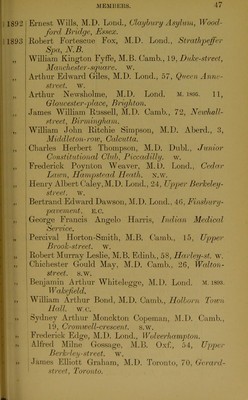 MEMBERS. 47
1892 Ernest Wills, M.D. Lond., Claybury Asylum, Wood-
ford Bridge, Essex.
1893 Robert Fortescue Fox, M.D. Lond., Strathpeffer
Spa, N.B.
„ William King­ton Fyffe, M.B. Camb., 19, Duke-street,
Manchester-square. W.
„ Arthur Edward Giles, M.D. Lond., 57, Queen Anne-
street. W.
„ Arthur Newsholme, M.D. Lond. M. 1893. 11,
Gloucester-place, Brighton.
„ James William Russell, M.D. Camb., 72, Newhall-
street, Birmingham.
„ William John Ritchie Simpson, M.D. Aberd., 3,
Middleton-row, Calcutta.
„ Charles Herbert Thompson, M.D. Dubl., Junior
Constitutional Club, Piccadilly. W.
„ Frederick Poynton Weaver, M.D. Lond., Cedar
Lawn, Hampstead Heath. N.W.
„ Henry Albert Caley, M.D. Lond., 24, Upper Berkeley-
street. W.
„ Bertrand Edward Dawson, M.D. Lond., 46, Finsbury-
pavement. E.C.
„ George Francis Angelo Harris, Indian Medical
Service.
„ Percival Horton-Smith, M.B. Camb., 15, Upper
Brook-street. W.
„ Robert Murray Leslie, M.B. Edinb., 58, Harley-st. W.
„ Chichester Gould May, M.D. Camb., 26, Walton-
street. S.W.
„ Benjamin Arthur Whitelegge, M.D. Lond. M. 1893.
Wakefield.
„ William Arthur Bond, M.D. Camb., Holborn Town
Hall. W.C.
„ Sydney Arthur Monckton Copeman, M.D. Camb.,
19, Cromwell-crescent. S.W.
„ Frederick Edge, M.D. Lond., Wolverhampton.
„ Alfred Milne Gossage, M.B. Oxf., 54, Upper
Berkeley-street. W.
„ James Elliott Graham, M.D. Toronto, 70, Gerard-
street, Toronto.